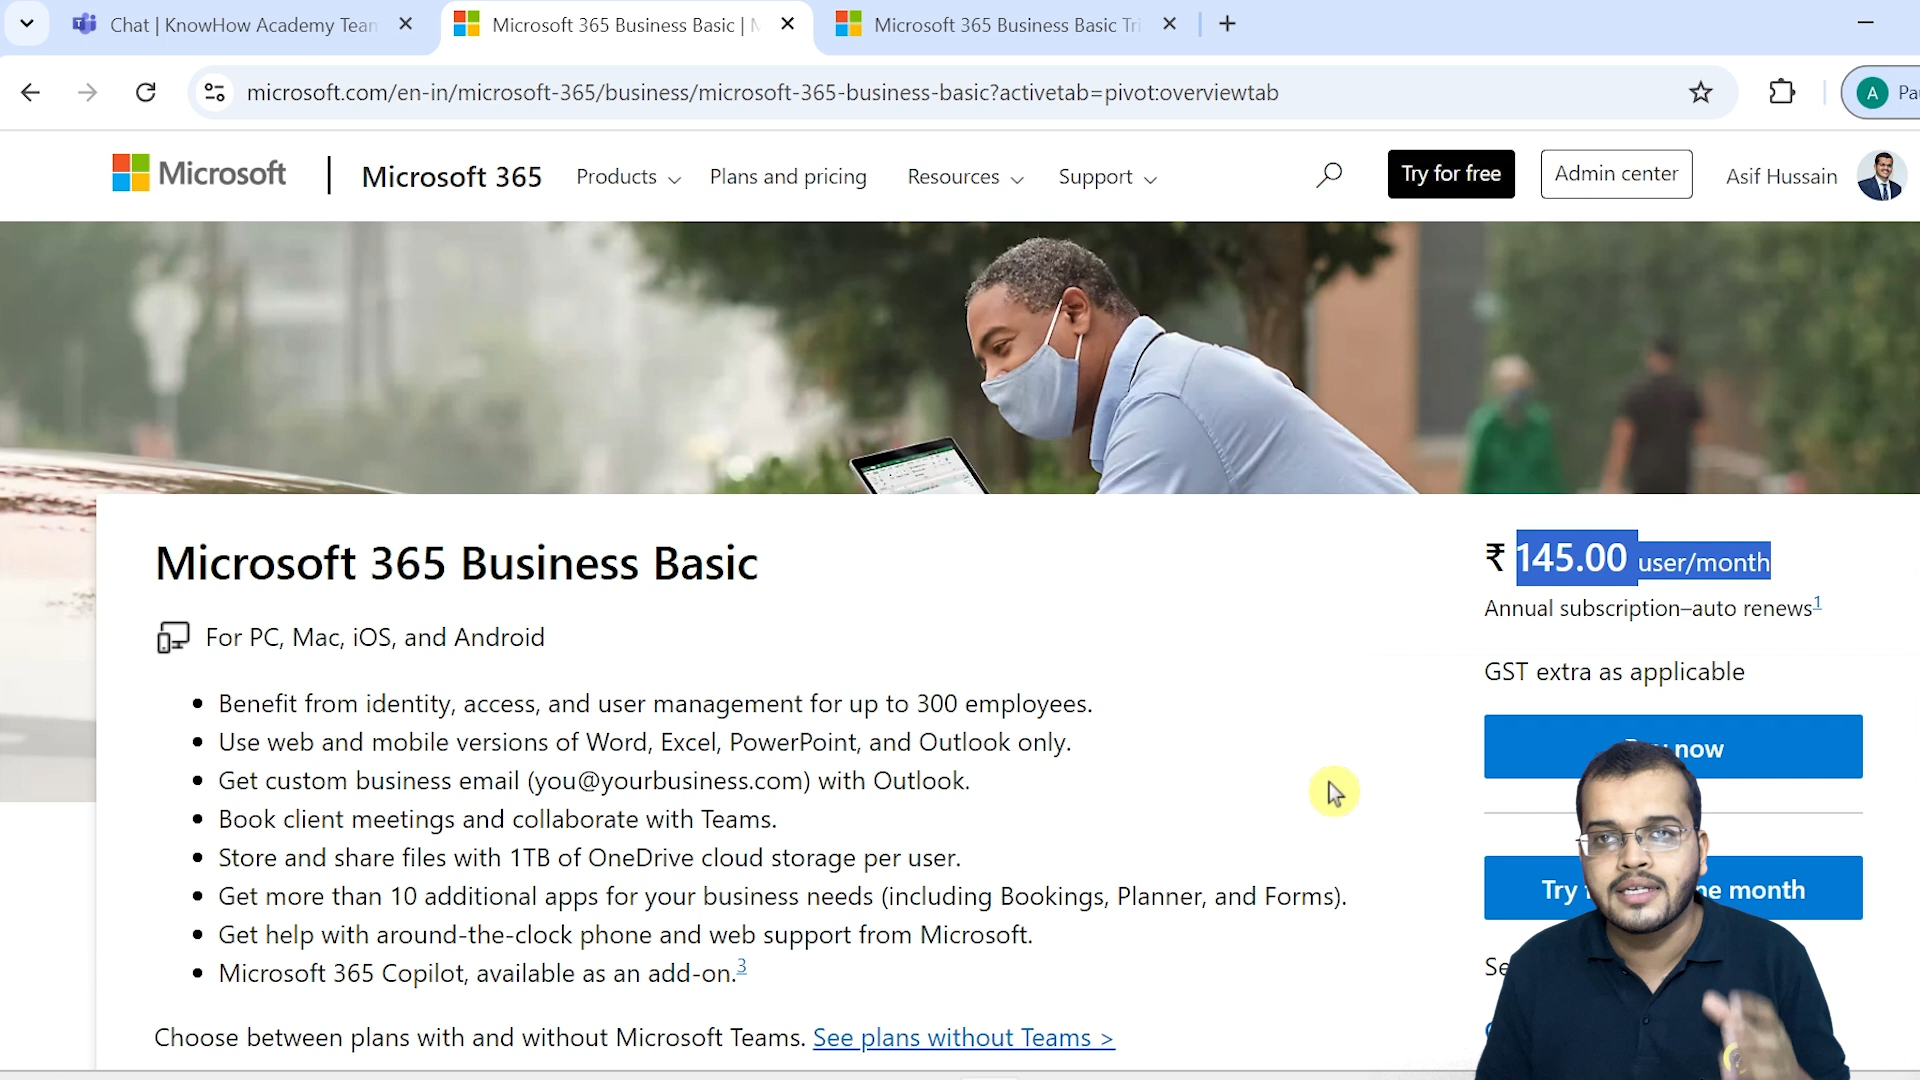 Chat | KnowHow Academy Team
Microsoft 365 Business Basic |
Microsoft 365 Business Basic Tri
microsoft.com/en-in/microsoft-365/business/microsoft-365-business-basic?activetab=pivot:overviewtab
A
Pau
Microsoft
Microsoft 365
Products
Plans and pricing
Resources
Support
Try for free
Admin center
Asif Hussain
Microsoft 365 Business Basic
For PC, Mac, iOS, and Android
• Benefit from identity, access, and user management for up to 300 employees.
• Use web and mobile versions of Word, Excel, PowerPoint, and Outlook only.
• Get custom business email (you@yourbusiness.com) with Outlook.
• Book client meetings and collaborate with Teams.
• Store and share files with 1TB of OneDrive cloud storage per user.
• Get more than 10 additional apps for your business needs (including Bookings, Planner, and Forms).
• Get help with around-the-clock phone and web support from Microsoft.
• Microsoft 365 Copilot, available as an add-on.3
Choose between plans with and without Microsoft Teams. See plans without Teams >
₹ 145.00 user/month
Annual subscription–auto renews1
GST extra as applicable
now
Try
month